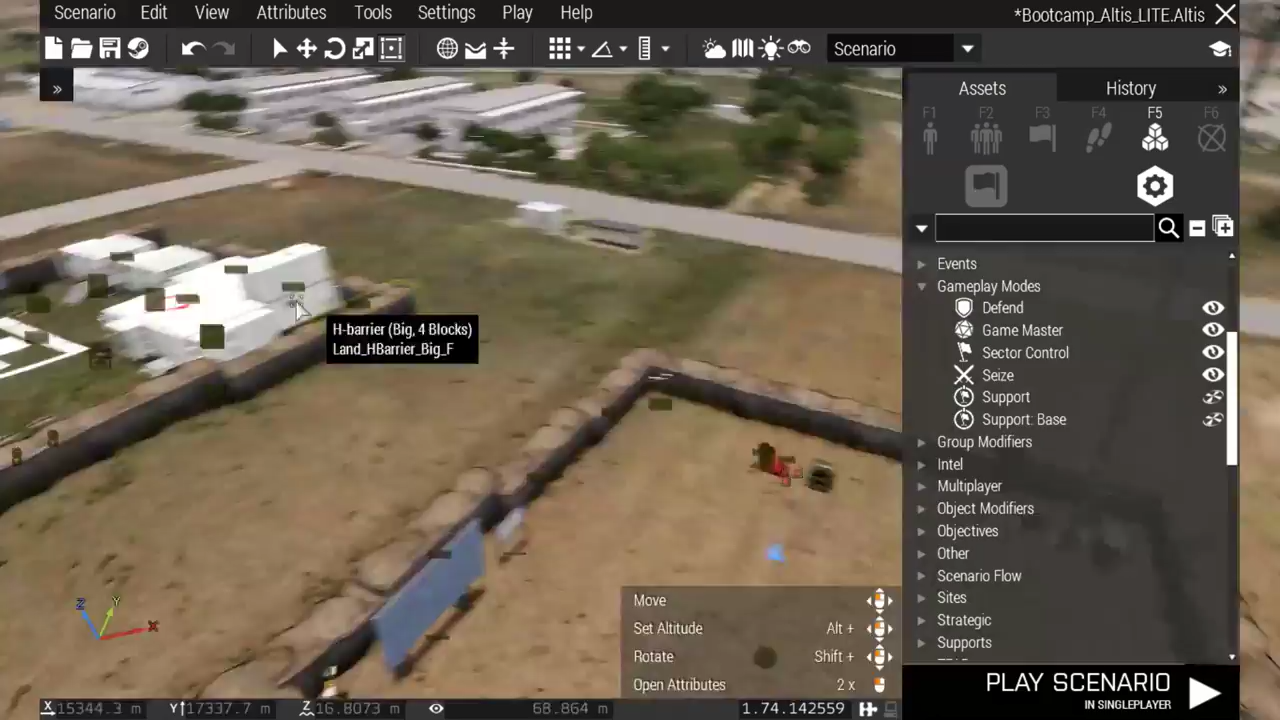 Scenario Edit View Attributes Tools Settings Play Help
*Bootcamp_Altis_LITE.Altis
Scenario
»
Assets
History
»
F1 F2 F3 F4 F5 F6
Events
Gameplay Modes
Defend
Game Master
Sector Control
Seize
Support
Support: Base
Group Modifiers
Intel
Multiplayer
Object Modifiers
Objectives
Other
Scenario Flow
Sites
Strategic
Supports
H-barrier (Big, 4 Blocks)
Land_HBarrier_Big_F
Z Y X
Move
Set Altitude Alt +
Rotate Shift +
Open Attributes 2 x
PLAY SCENARIO
IN SINGLEPLAYER
X 15344.3 m Y 17337.7 m Z 16.8073 m 68.864 m 1.74.142559